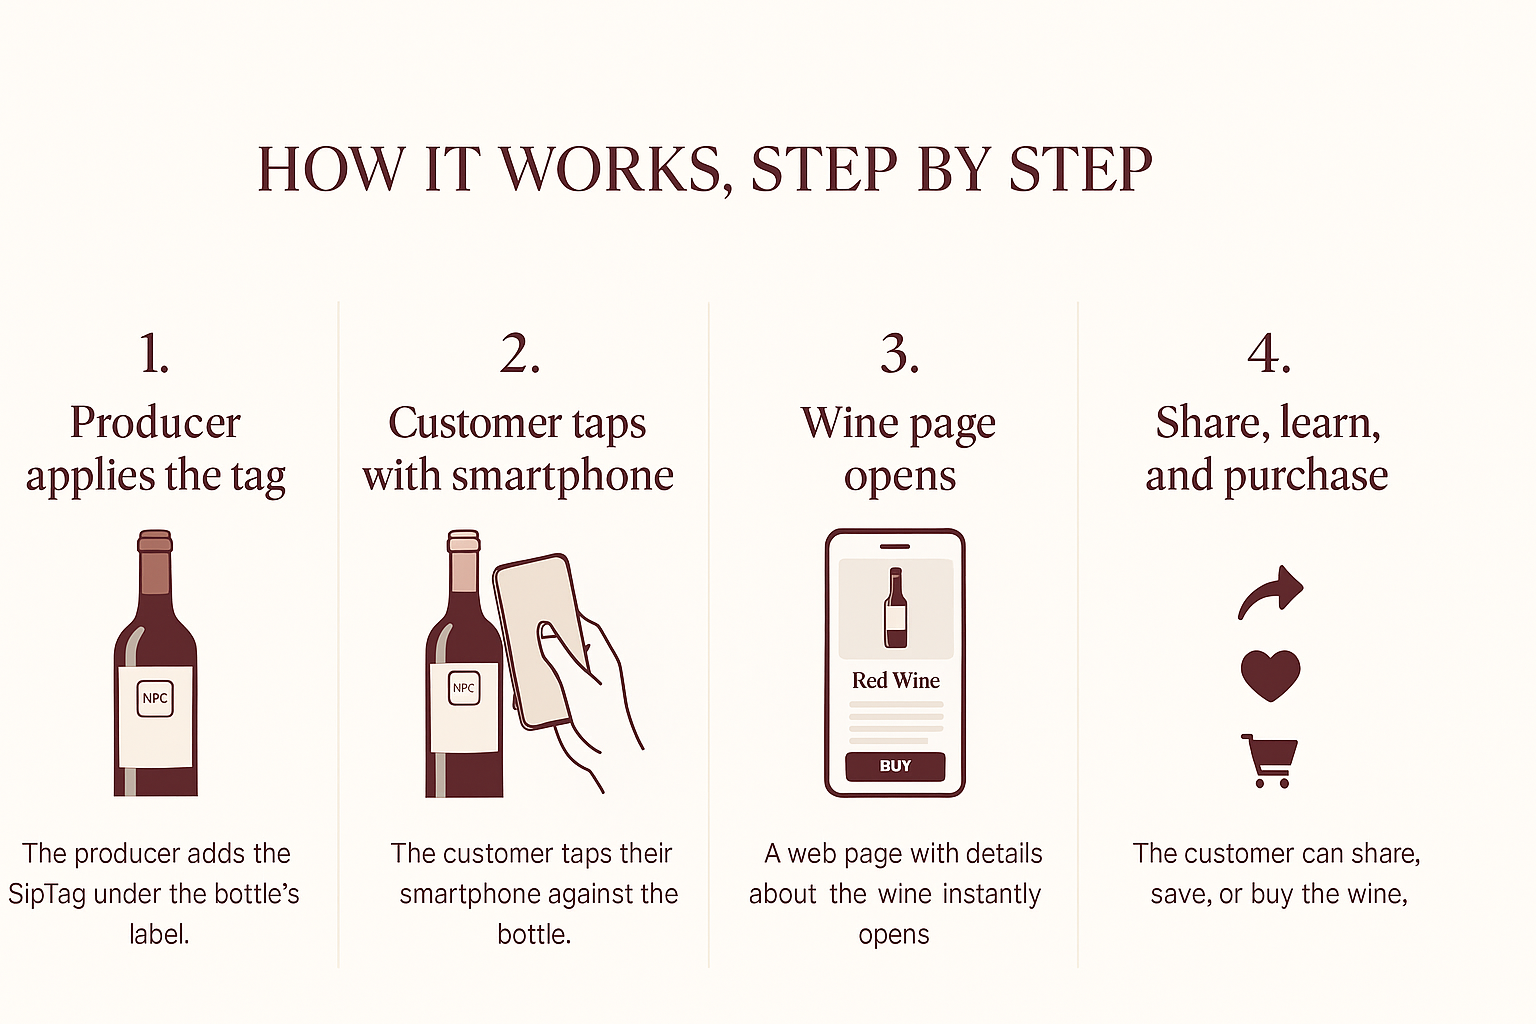 HOW IT WORKS, STEP BY STEP
1.
Producer
applies the tag
NPC
The producer adds the
SipTag under the bottle’s
label.
2.
Customer taps
with smartphone
NPC
The customer taps their
smartphone against the
bottle.
3.
Wine page
opens
Red Wine
BUY
A web page with details
about the wine instantly
opens
4.
Share, learn,
and purchase
The customer can share,
save, or buy the wine,